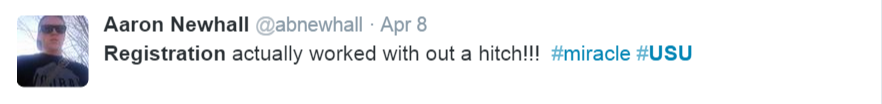 Aaron Newhall @abnewhall · Apr 8
Registration actually worked with out a hitch!!! #miracle #USU